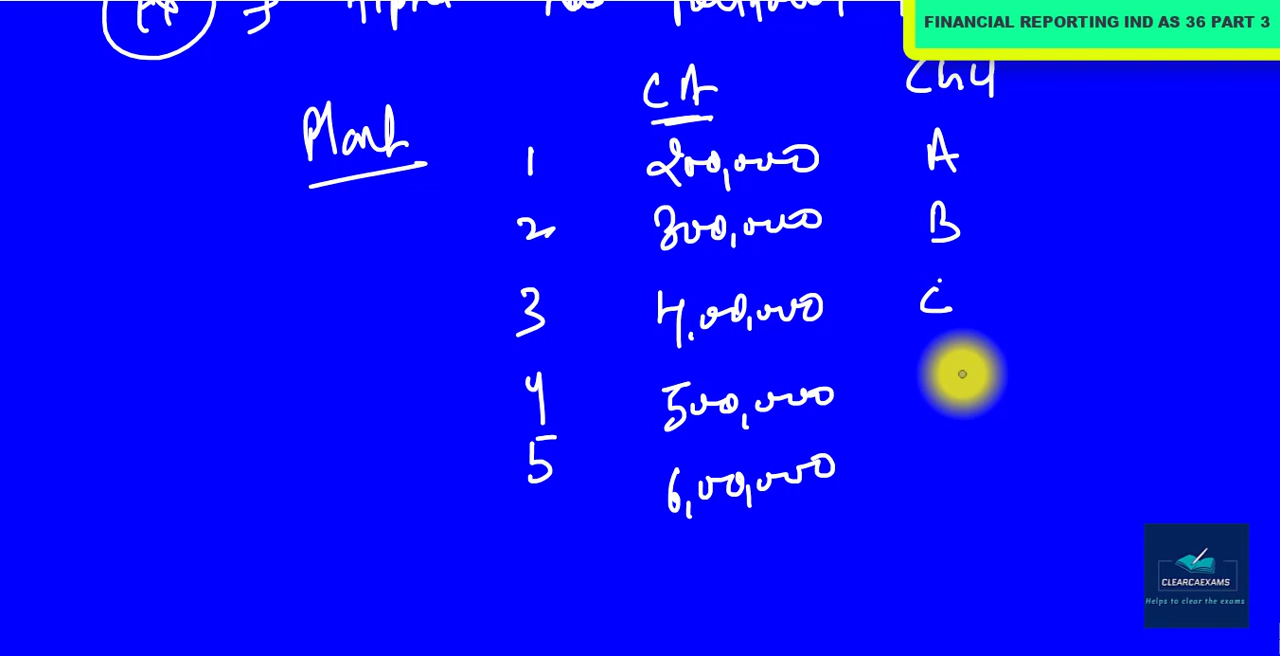 FINANCIAL REPORTING IND AS 36 PART 3
CA
Plant
1 200,000 A
2 300,000 B
3 4,00,000 C
4 500,000
5 6,00,000
CLEARCAEXAMS
Helps to clear the exams